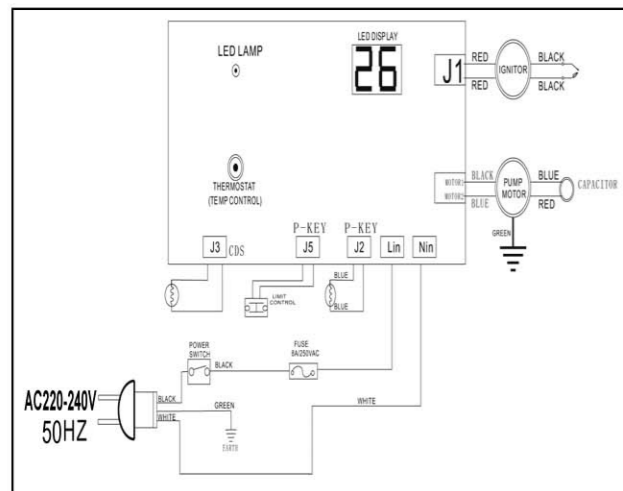 LED DISPLAY
LED LAMP
26
J1
RED
BLACK
IGNITOR
RED
BLACK
THERMOSTAT
(TEMP CONTROL)
MOTOR1
MOTOR2
BLACK
BLUE
PUMP
MOTOR
BLUE
RED
CAPACITOR
GREEN
P-KEY
P-KEY
J3
CDS
J5
J2
Lin
Nin
BLUE
BLUE
LIMIT
CONTROL
POWER
SWITCH
BLACK
FUSE
8A/250VAC
AC220-240V
50HZ
BLACK
GREEN
WHITE
WHITE
EARTH